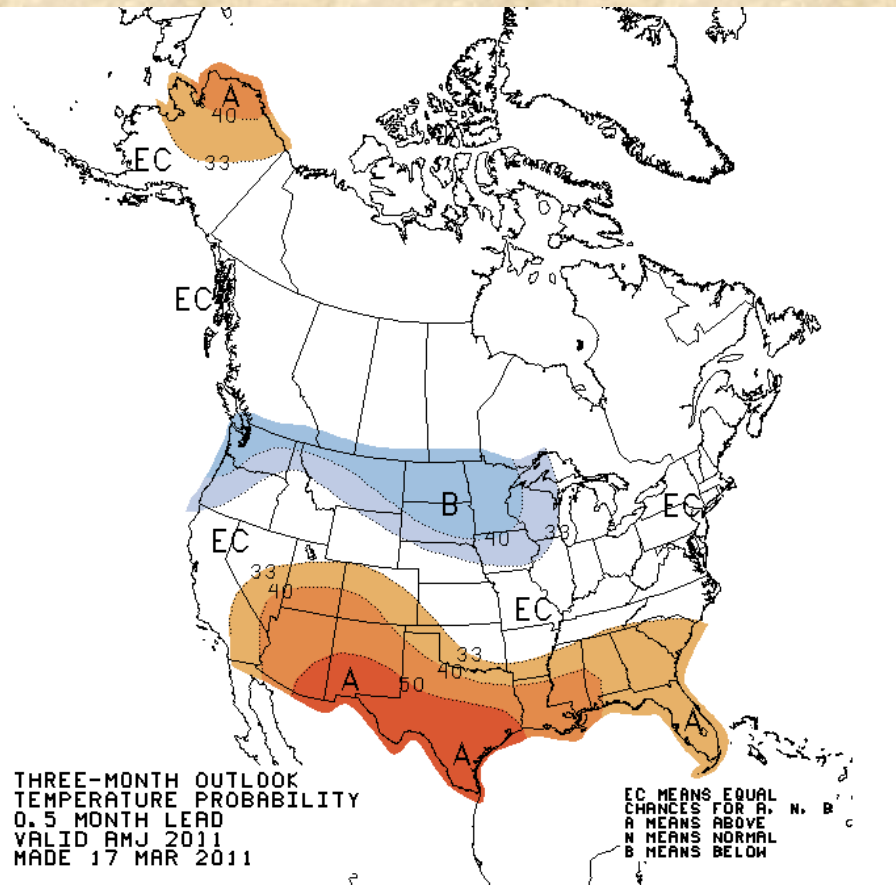 A
40
EC
33
EC
B
EC
40
33
EC
33
40
EC
33
40
A
50
A
A
THREE-MONTH OUTLOOK
TEMPERATURE PROBABILITY
0.5 MONTH LEAD
VALID AMJ 2011
MADE 17 MAR 2011
EC MEANS EQUAL
CHANCES FOR A, N, B
A MEANS ABOVE
N MEANS NORMAL
B MEANS BELOW